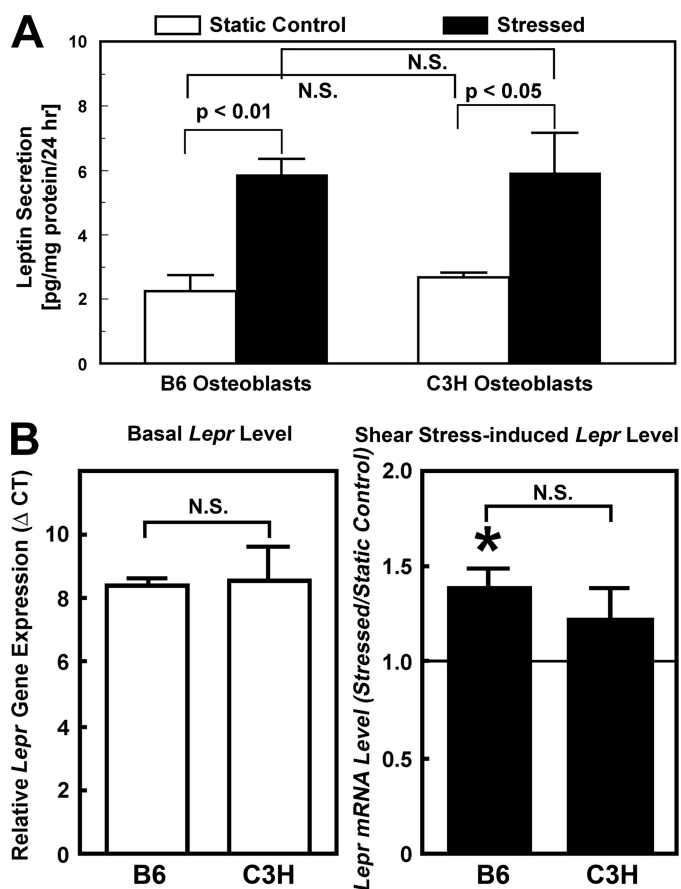 A
Static Control
Stressed
Leptin Secretion
[pg/mg protein/24 hr]
10
8
6
4
2
0
N.S.
N.S.
p < 0.01
p < 0.05
B6 Osteoblasts
C3H Osteoblasts
B
Basal Lepr Level
Relative Lepr Gene Expression (Δ CT)
10
8
6
4
2
0
N.S.
B6
C3H
Shear Stress-induced Lepr Level
Lepr mRNA Level (Stressed/Static Control)
2.0
1.5
1.0
0.5
0
N.S.
*
B6
C3H